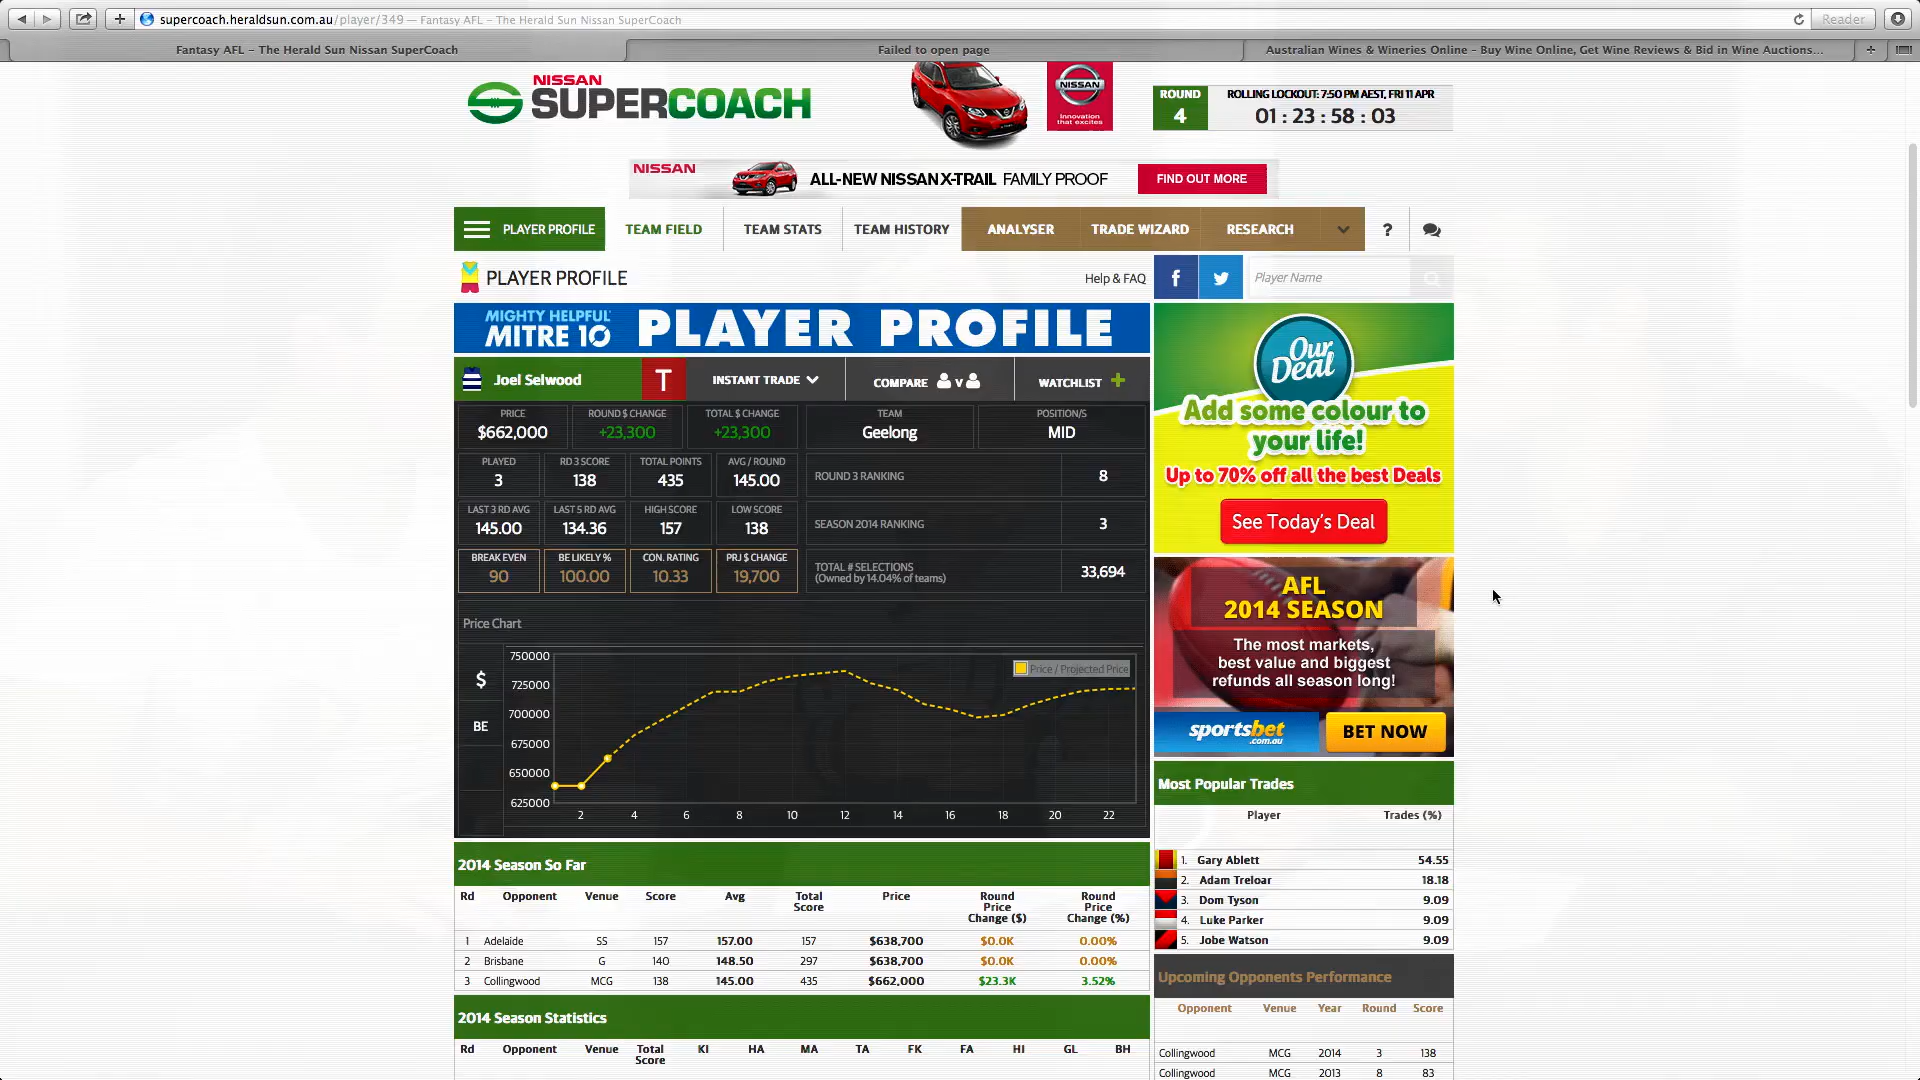 supercoach.heraldsun.com.au/player/349 — Fantasy AFL – The Herald Sun Nissan SuperCoach
Reader
Fantasy AFL – The Herald Sun Nissan SuperCoach
Failed to open page
Australian Wines & Wineries Online - Buy Wine Online, Get Wine Reviews & Bid in Wine Auctions...
NISSAN
SUPERCOACH
NISSAN
Innovation
that excites
ROUND
4
ROLLING LOCKOUT: 7:50 PM AEST, FRI 11 APR
01 : 23 : 58 : 03
NISSAN ALL-NEW NISSAN X-TRAIL FAMILY PROOF FIND OUT MORE
PLAYER PROFILE TEAM FIELD TEAM STATS TEAM HISTORY ANALYSER TRADE WIZARD RESEARCH ?
PLAYER PROFILE Help & FAQ f Player Name
MIGHTY HELPFUL
MITRE 10
PLAYER PROFILE
Joel Selwood T INSTANT TRADE COMPARE V WATCHLIST +
PRICE ROUND $ CHANGE TOTAL $ CHANGE TEAM POSITION/S
$662,000 +23,300 +23,300 Geelong MID
PLAYED RD 3 SCORE TOTAL POINTS AVG / ROUND
3 138 435 145.00
ROUND 3 RANKING 8
LAST 3 RD AVG LAST 5 RD AVG HIGH SCORE LOW SCORE
145.00 134.36 157 138
SEASON 2014 RANKING 3
BREAK EVEN BE LIKELY % CON. RATING PRJ $ CHANGE
90 100.00 10.33 19,700
TOTAL # SELECTIONS
(Owned by 14.04% of teams)
33,694
Price Chart
$
BE
750000
725000
700000
675000
650000
625000
Price / Projected Price
2 4 6 8 10 12 14 16 18 20 22
2014 Season So Far
Rd Opponent Venue Score Avg Total Score Price Round Price Change ($) Round Price Change (%)
1 Adelaide SS 157 157.00 157 $638,700 $0.0K 0.00%
2 Brisbane G 140 148.50 297 $638,700 $0.0K 0.00%
3 Collingwood MCG 138 145.00 435 $662,000 $23.3K 3.52%
2014 Season Statistics
Rd Opponent Venue Total Score KI HA MA TA FK FA HI GL BH
Our
Deal
Add some colour to
your life!
Up to 70% off all the best Deals
See Today's Deal
AFL
2014 SEASON
The most markets,
best value and biggest
refunds all season long!
sportsbet
.com.au
BET NOW
Most Popular Trades
Player Trades (%)
1. Gary Ablett 54.55
2. Adam Treloar 18.18
3. Dom Tyson 9.09
4. Luke Parker 9.09
5. Jobe Watson 9.09
Upcoming Opponents Performance
Opponent Venue Year Round Score
Collingwood MCG 2014 3 138
Collingwood MCG 2013 8 83